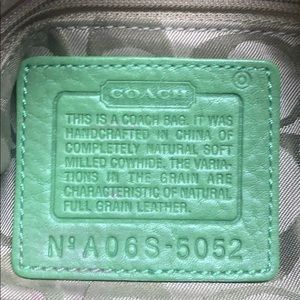 COACH
THIS IS A COACH BAG. IT WAS
HANDCRAFTED IN CHINA OF
COMPLETELY NATURAL SOFT
MILLED COWHIDE. THE VARIA-
TIONS IN THE GRAIN ARE
CHARACTERISTIC OF NATURAL
FULL GRAIN LEATHER.
Nº A06S-5052